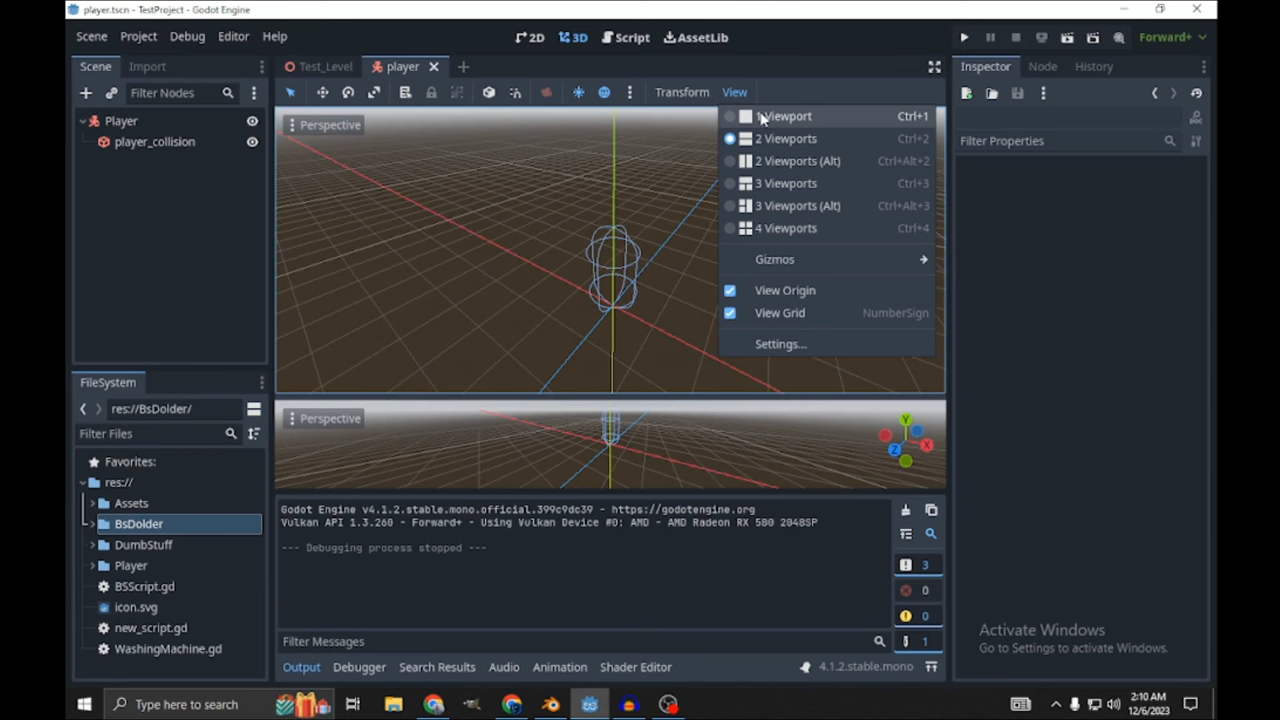 player.tscn - TestProject - Godot Engine
Scene Project Debug Editor Help
2D 3D Script AssetLib
Forward+
Scene Import
Test_Level player
Inspector Node History
Filter Nodes
Transform View
Player
player_collision
Perspective
1 Viewport Ctrl+1
2 Viewports Ctrl+2
2 Viewports (Alt) Ctrl+Alt+2
3 Viewports Ctrl+3
3 Viewports (Alt) Ctrl+Alt+3
4 Viewports Ctrl+4
Gizmos
View Origin
View Grid NumberSign
Settings...
Filter Properties
FileSystem
res://BsDolder/
Filter Files
Favorites:
res://
Assets
BsDolder
DumbStuff
Player
BSScript.gd
icon.svg
new_script.gd
WashingMachine.gd
Perspective
Y
X
Z
Godot Engine v4.1.2.stable.mono.official.399c9dc39 - https://godotengine.org
Vulkan API 1.3.260 - Forward+ - Using Vulkan Device #0: AMD - AMD Radeon RX 580 2048SP
--- Debugging process stopped ---
3
0
0
1
Filter Messages
Output Debugger Search Results Audio Animation Shader Editor 4.1.2.stable.mono
Activate Windows
Go to Settings to activate Windows.
Type here to search
2:10 AM
12/6/2023